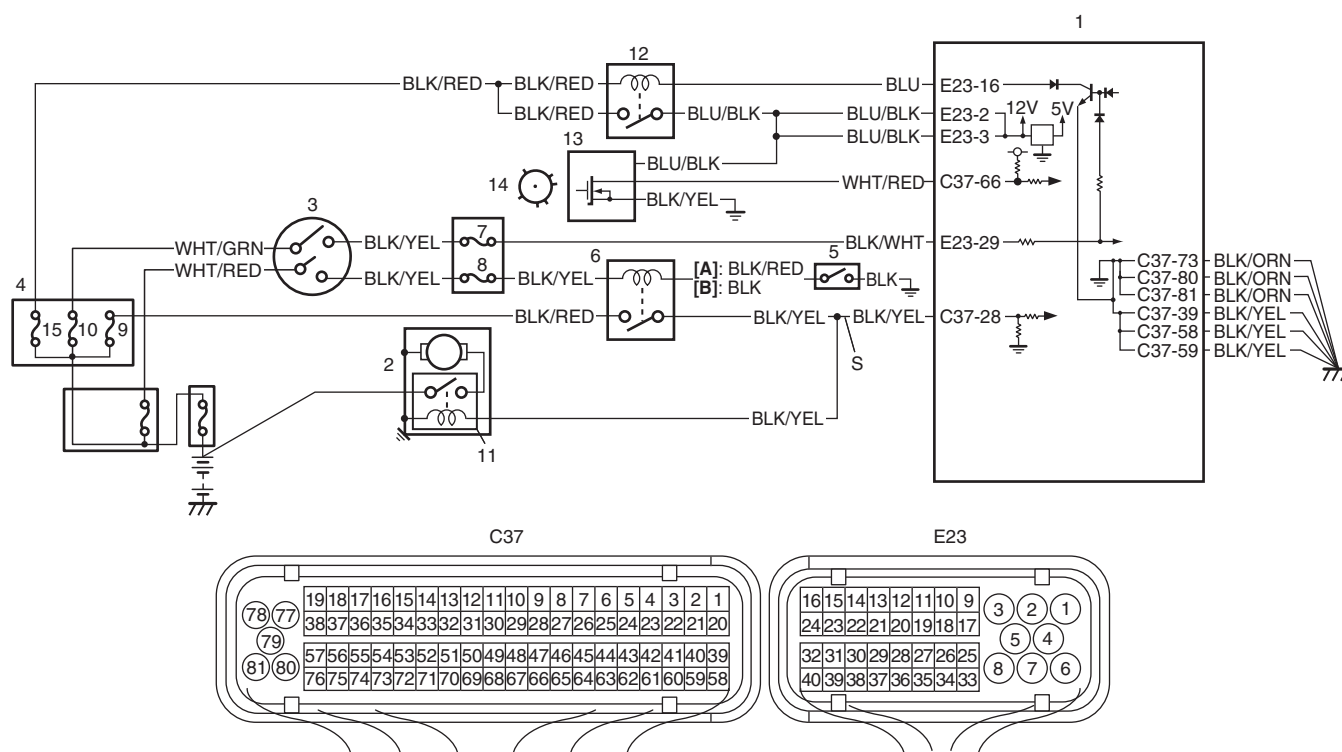 1
12
BLK/RED BLK/RED BLU E23-16
BLK/RED BLU/BLK BLU/BLK E23-2 12V 5V
BLU/BLK E23-3
13
BLU/BLK
14 WHT/RED C37-66
BLK/YEL
3
WHT/GRN BLK/YEL 7 BLK/WHT E23-29
WHT/RED BLK/YEL 8 BLK/YEL 6 [A]: BLK/RED 5 BLK
[B]: BLK
C37-73 BLK/ORN
C37-80 BLK/ORN
C37-81 BLK/ORN
4
15 10 9 BLK/RED BLK/YEL BLK/YEL C37-28
C37-39 BLK/YEL
C37-58 BLK/YEL
C37-59 BLK/YEL
2 S
BLK/YEL
11
C37 E23
19 18 17 16 15 14 13 12 11 10 9 8 7 6 5 4 3 2 1
38 37 36 35 34 33 32 31 30 29 28 27 26 25 24 23 22 21 20
57 56 55 54 53 52 51 50 49 48 47 46 45 44 43 42 41 40 39
76 75 74 73 72 71 70 69 68 67 66 65 64 63 62 61 60 59 58
78 77
79
81 80
16 15 14 13 12 11 10 9
24 23 22 21 20 19 18 17
32 31 30 29 28 27 26 25
40 39 38 37 36 35 34 33
3 2 1
5 4
8 7 6